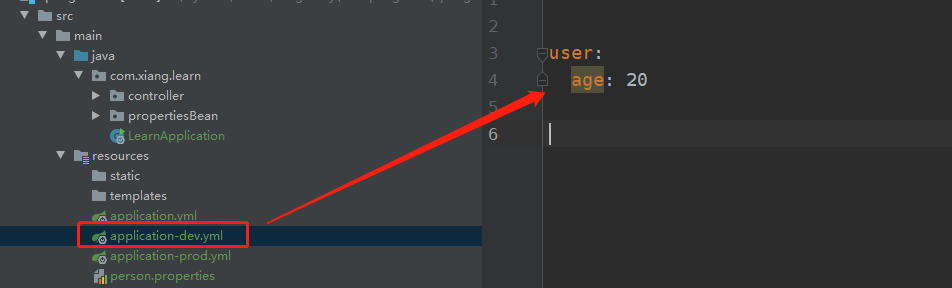 src
main
java
com.xiang.learn
controller
propertiesBean
LearnApplication
resources
static
templates
application.yml
application-dev.yml
application-prod.yml
person.properties
1
2
3 user:
4 age: 20
5
6